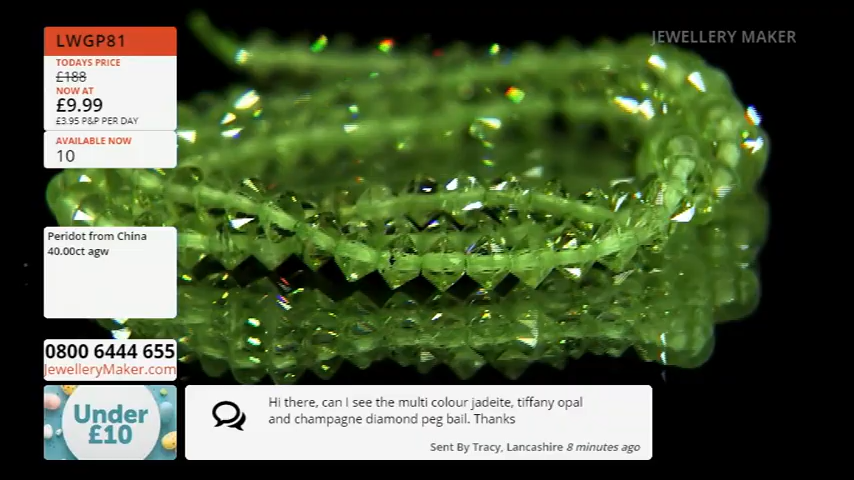 LWGP81
TODAYS PRICE
£188
NOW AT
£9.99
£3.95 P&P PER DAY
AVAILABLE NOW
10
Peridot from China
40.00ct agw
0800 6444 655
JewelleryMaker.com
Under
£10
JEWELLERY MAKER
Hi there, can i see the multi colour jadeite, tiffany opal
and champagne diamond peg bail. Thanks
Sent By Tracy, Lancashire 8 minutes ago